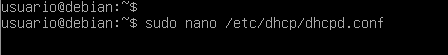 usuario@debian:~$
usuario@debian:~$ sudo nano /etc/dhcp/dhcpd.conf